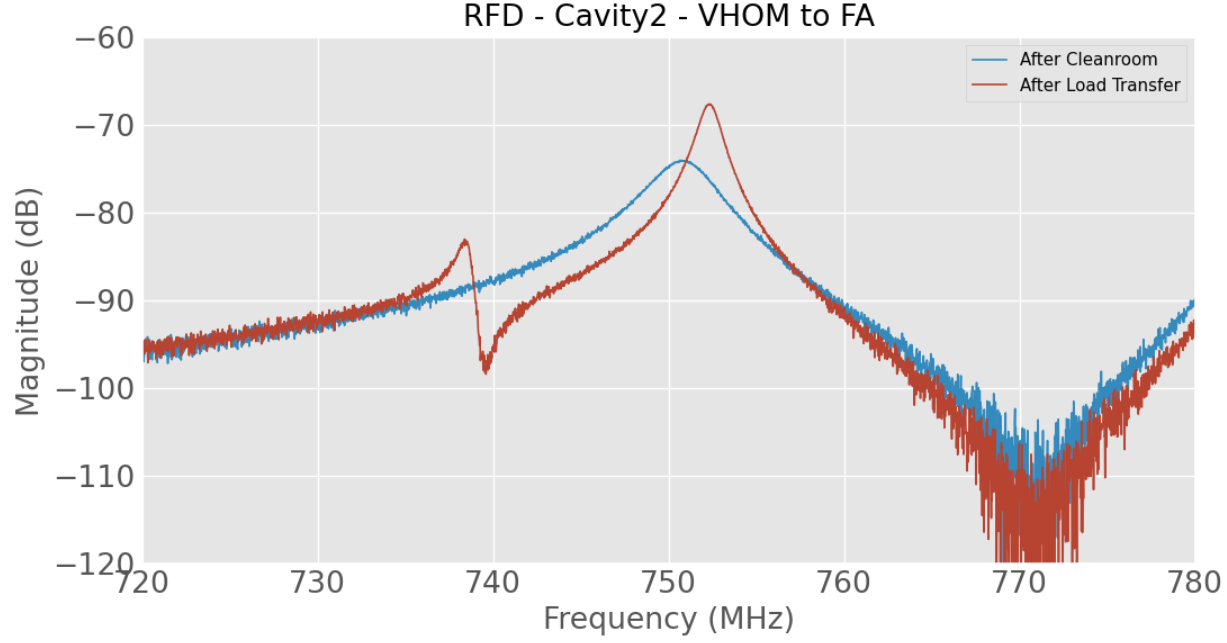 RFD - Cavity2 - VHOM to FA
After Cleanroom
After Load Transfer
Magnitude (dB)
−60
−70
−80
−90
−100
−110
−120
720
730
740
750
760
770
780
Frequency (MHz)